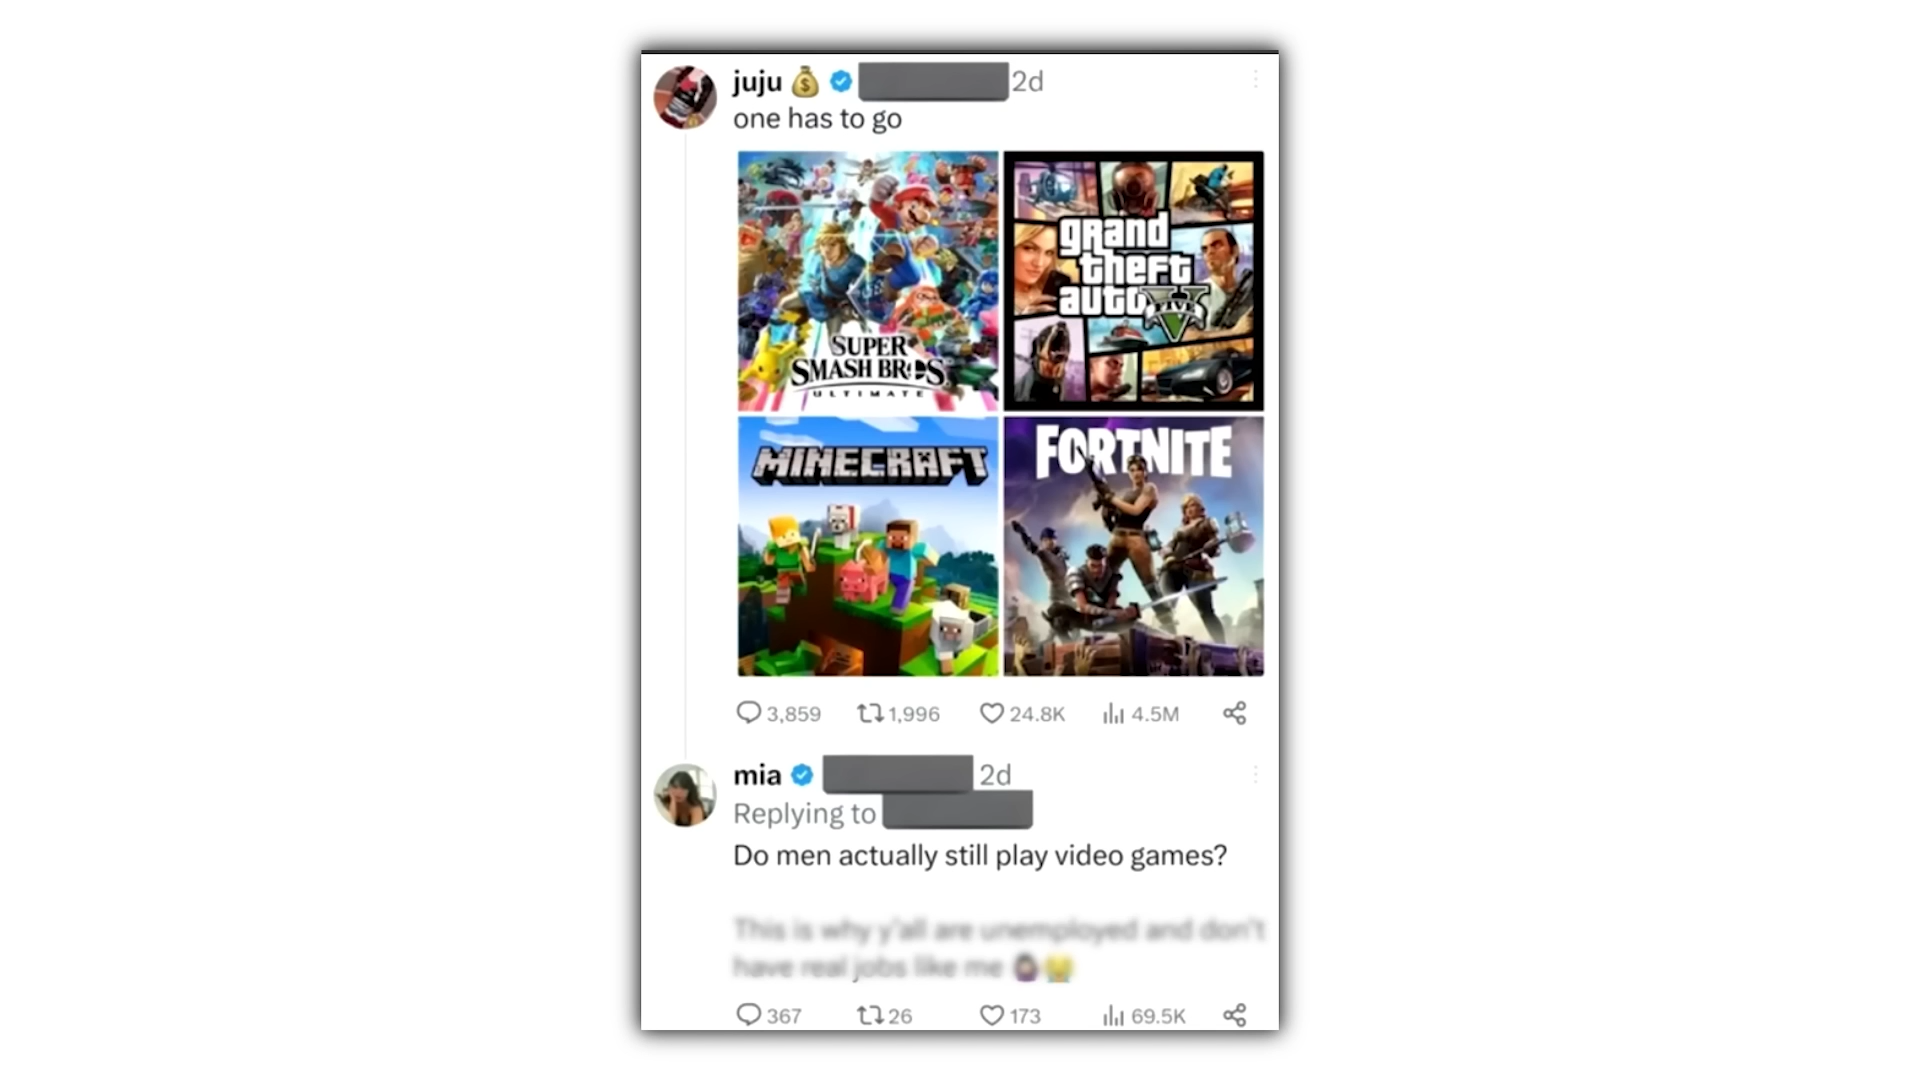 juju 2d
one has to go
SUPER
SMASH BROS
ULTIMATE
grand
theft
auto V
FIVE
MINECRAFT
FORTNITE
3,859 1,996 24.8K 4.5M
mia 2d
Replying to
Do men actually still play video games?
This is why y'all are unemployed and don't
have real jobs like me
367 26 173 69.5K